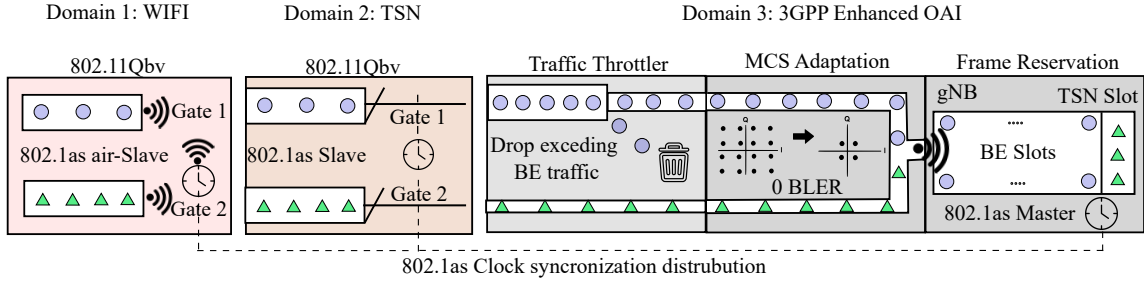 Domain 1: WIFI
Domain 2: TSN
Domain 3: 3GPP Enhanced OAI
802.11Qbv
Gate 1
802.1as air-Slave
Gate 2
802.11Qbv
Gate 1
802.1as Slave
Gate 2
Traffic Throttler
Drop exceding
BE traffic
MCS Adaptation
Q
I
Q
I
0 BLER
Frame Reservation
gNB
TSN Slot
....
BE Slots
....
802.1as Master
802.1as Clock syncronization distrubution